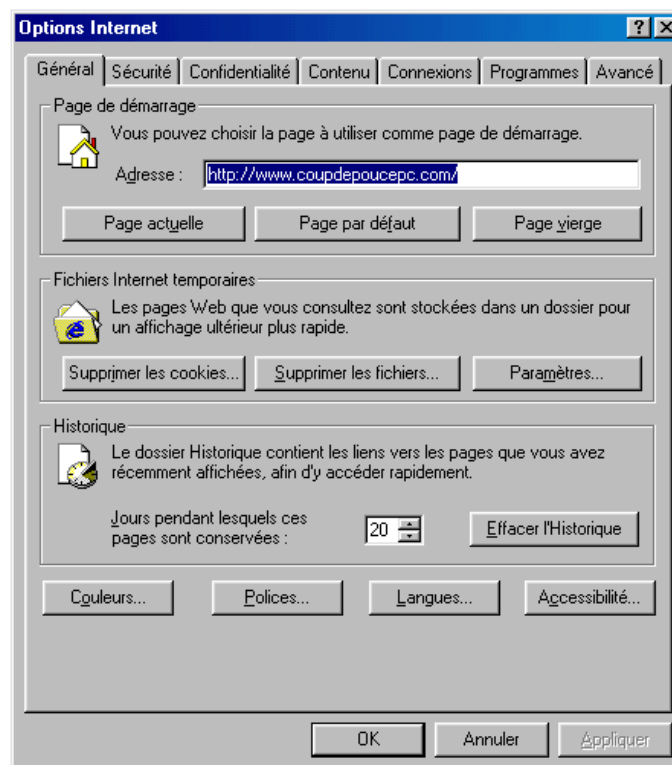 Options Internet
Général Sécurité Confidentialité Contenu Connexions Programmes Avancé
Page de démarrage
Vous pouvez choisir la page à utiliser comme page de démarrage.
Adresse : http://www.coupdepoucepc.com/
Page actuelle Page par défaut Page vierge
Fichiers Internet temporaires
Les pages Web que vous consultez sont stockées dans un dossier pour
un affichage ultérieur plus rapide.
Supprimer les cookies... Supprimer les fichiers... Paramètres...
Historique
Le dossier Historique contient les liens vers les pages que vous avez
récemment affichées, afin d'y accéder rapidement.
Jours pendant lesquels ces
pages sont conservées : 20 Effacer l'Historique
Couleurs... Polices... Langues... Accessibilité...
OK Annuler Appliquer